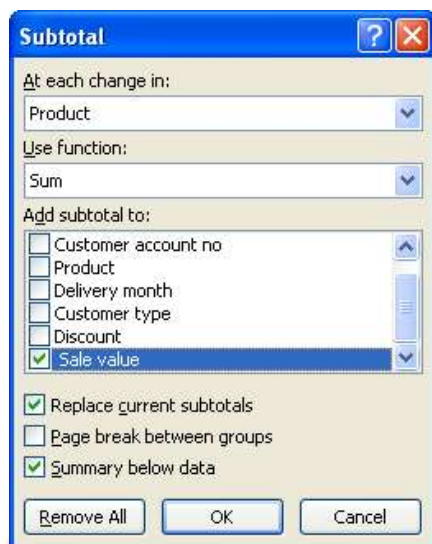 Subtotal
At each change in:
Product
Use function:
Sum
Add subtotal to:
Customer account no
Product
Delivery month
Customer type
Discount
Sale value
Replace current subtotals
Page break between groups
Summary below data
Remove All OK Cancel